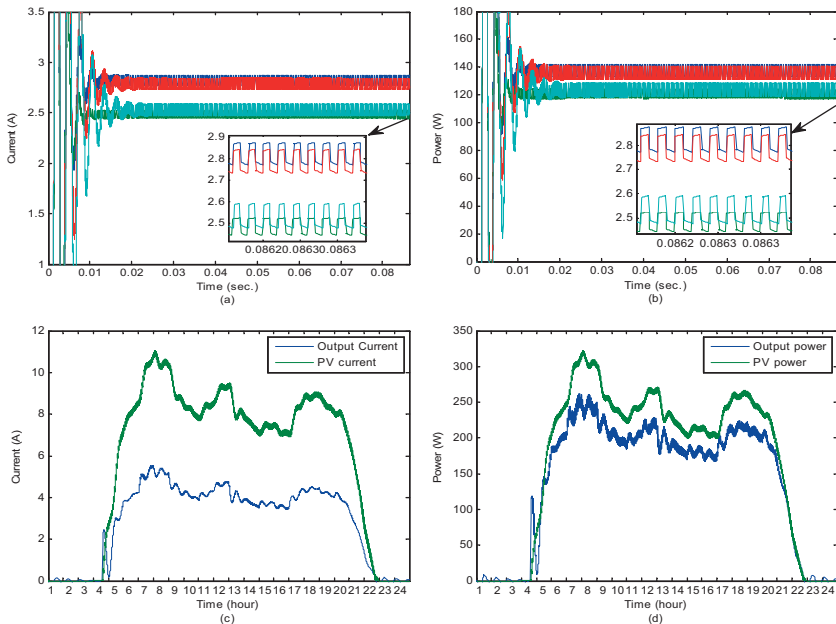 3.5
3
2.5
2
1.5
1
Current (A)
2.9
2.8
2.7
2.6
2.5
0.0862 0.0863 0.0863
0 0.01 0.02 0.03 0.04 0.05 0.06 0.07 0.08
Time (sec.)
(a)
180
160
140
120
100
80
60
40
20
0
Power (W)
2.8
2.7
2.6
2.5
0.0862 0.0863 0.0863
0 0.01 0.02 0.03 0.04 0.05 0.06 0.07 0.08
Time (sec.)
(b)
12
10
8
6
4
2
0
Current (A)
Output Current
PV current
1 2 3 4 5 6 7 8 9 10 11 12 13 14 15 16 17 18 19 20 21 22 23 24
Time (hour)
(c)
350
300
250
200
150
100
50
0
Power (W)
Output power
PV power
1 2 3 4 5 6 7 8 9 10 11 12 13 14 15 16 17 18 19 20 21 22 23 24
Time (hour)
(d)